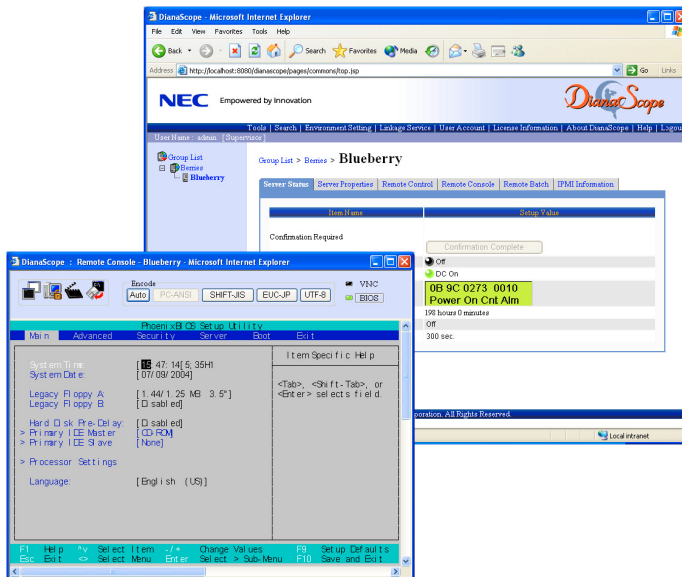 DianaScope - Microsoft Internet Explorer
File Edit View Favorites Tools Help
Back Search Favorites Media
Address http://localhost:8080/dianascope/pages/commons/top.jsp Go Links
NEC Empowered by Innovation DianaScope
Tools | Search | Environment Setting | Linkage Service | User Account | License Information | About DianaScope | Help | Logou
User Name : admin [Supervisor]
Group List
Berries
Blueberry
Group List > Berries > Blueberry
Server Status Server Properties Remote Control Remote Console Remote Batch IPMI Information
Item Name Setup Value
Confirmation Required
Confirmation Complete
Off
DC On
0B 9C 0273 0010
Power On Cnt Alm
198 hours 0 minutes
Off
300 sec.
poration. All Rights Reserved.
Local intranet
DianaScope : Remote Console - Blueberry - Microsoft Internet Explorer
Encode
Auto PC-ANSI SHIFT-JIS EUC-JP UTF-8
VNC
BIOS
PhoenixBIOS Setup Utility
Main Advanced Security Server Boot Exit
Item Specific Help
System Time: [15:47:14[5;35H1
System Date: [07/09/2004]
<Tab>, <Shift-Tab>, or
<Enter> selects field.
Legacy Floppy A: [1.44/1.25 MB 3.5"]
Legacy Floppy B: [Disabled]
Hard Disk Pre-Delay: [Disabled]
> Primary IDE Master [CD-ROM]
> Primary IDE Slave [None]
> Processor Settings
Language: [English (US)]
F1 Help ^v Select Item -/+ Change Values F9 Setup Defaults
Esc Exit <> Select Menu Enter Select > Sub-Menu F10 Save and Exit